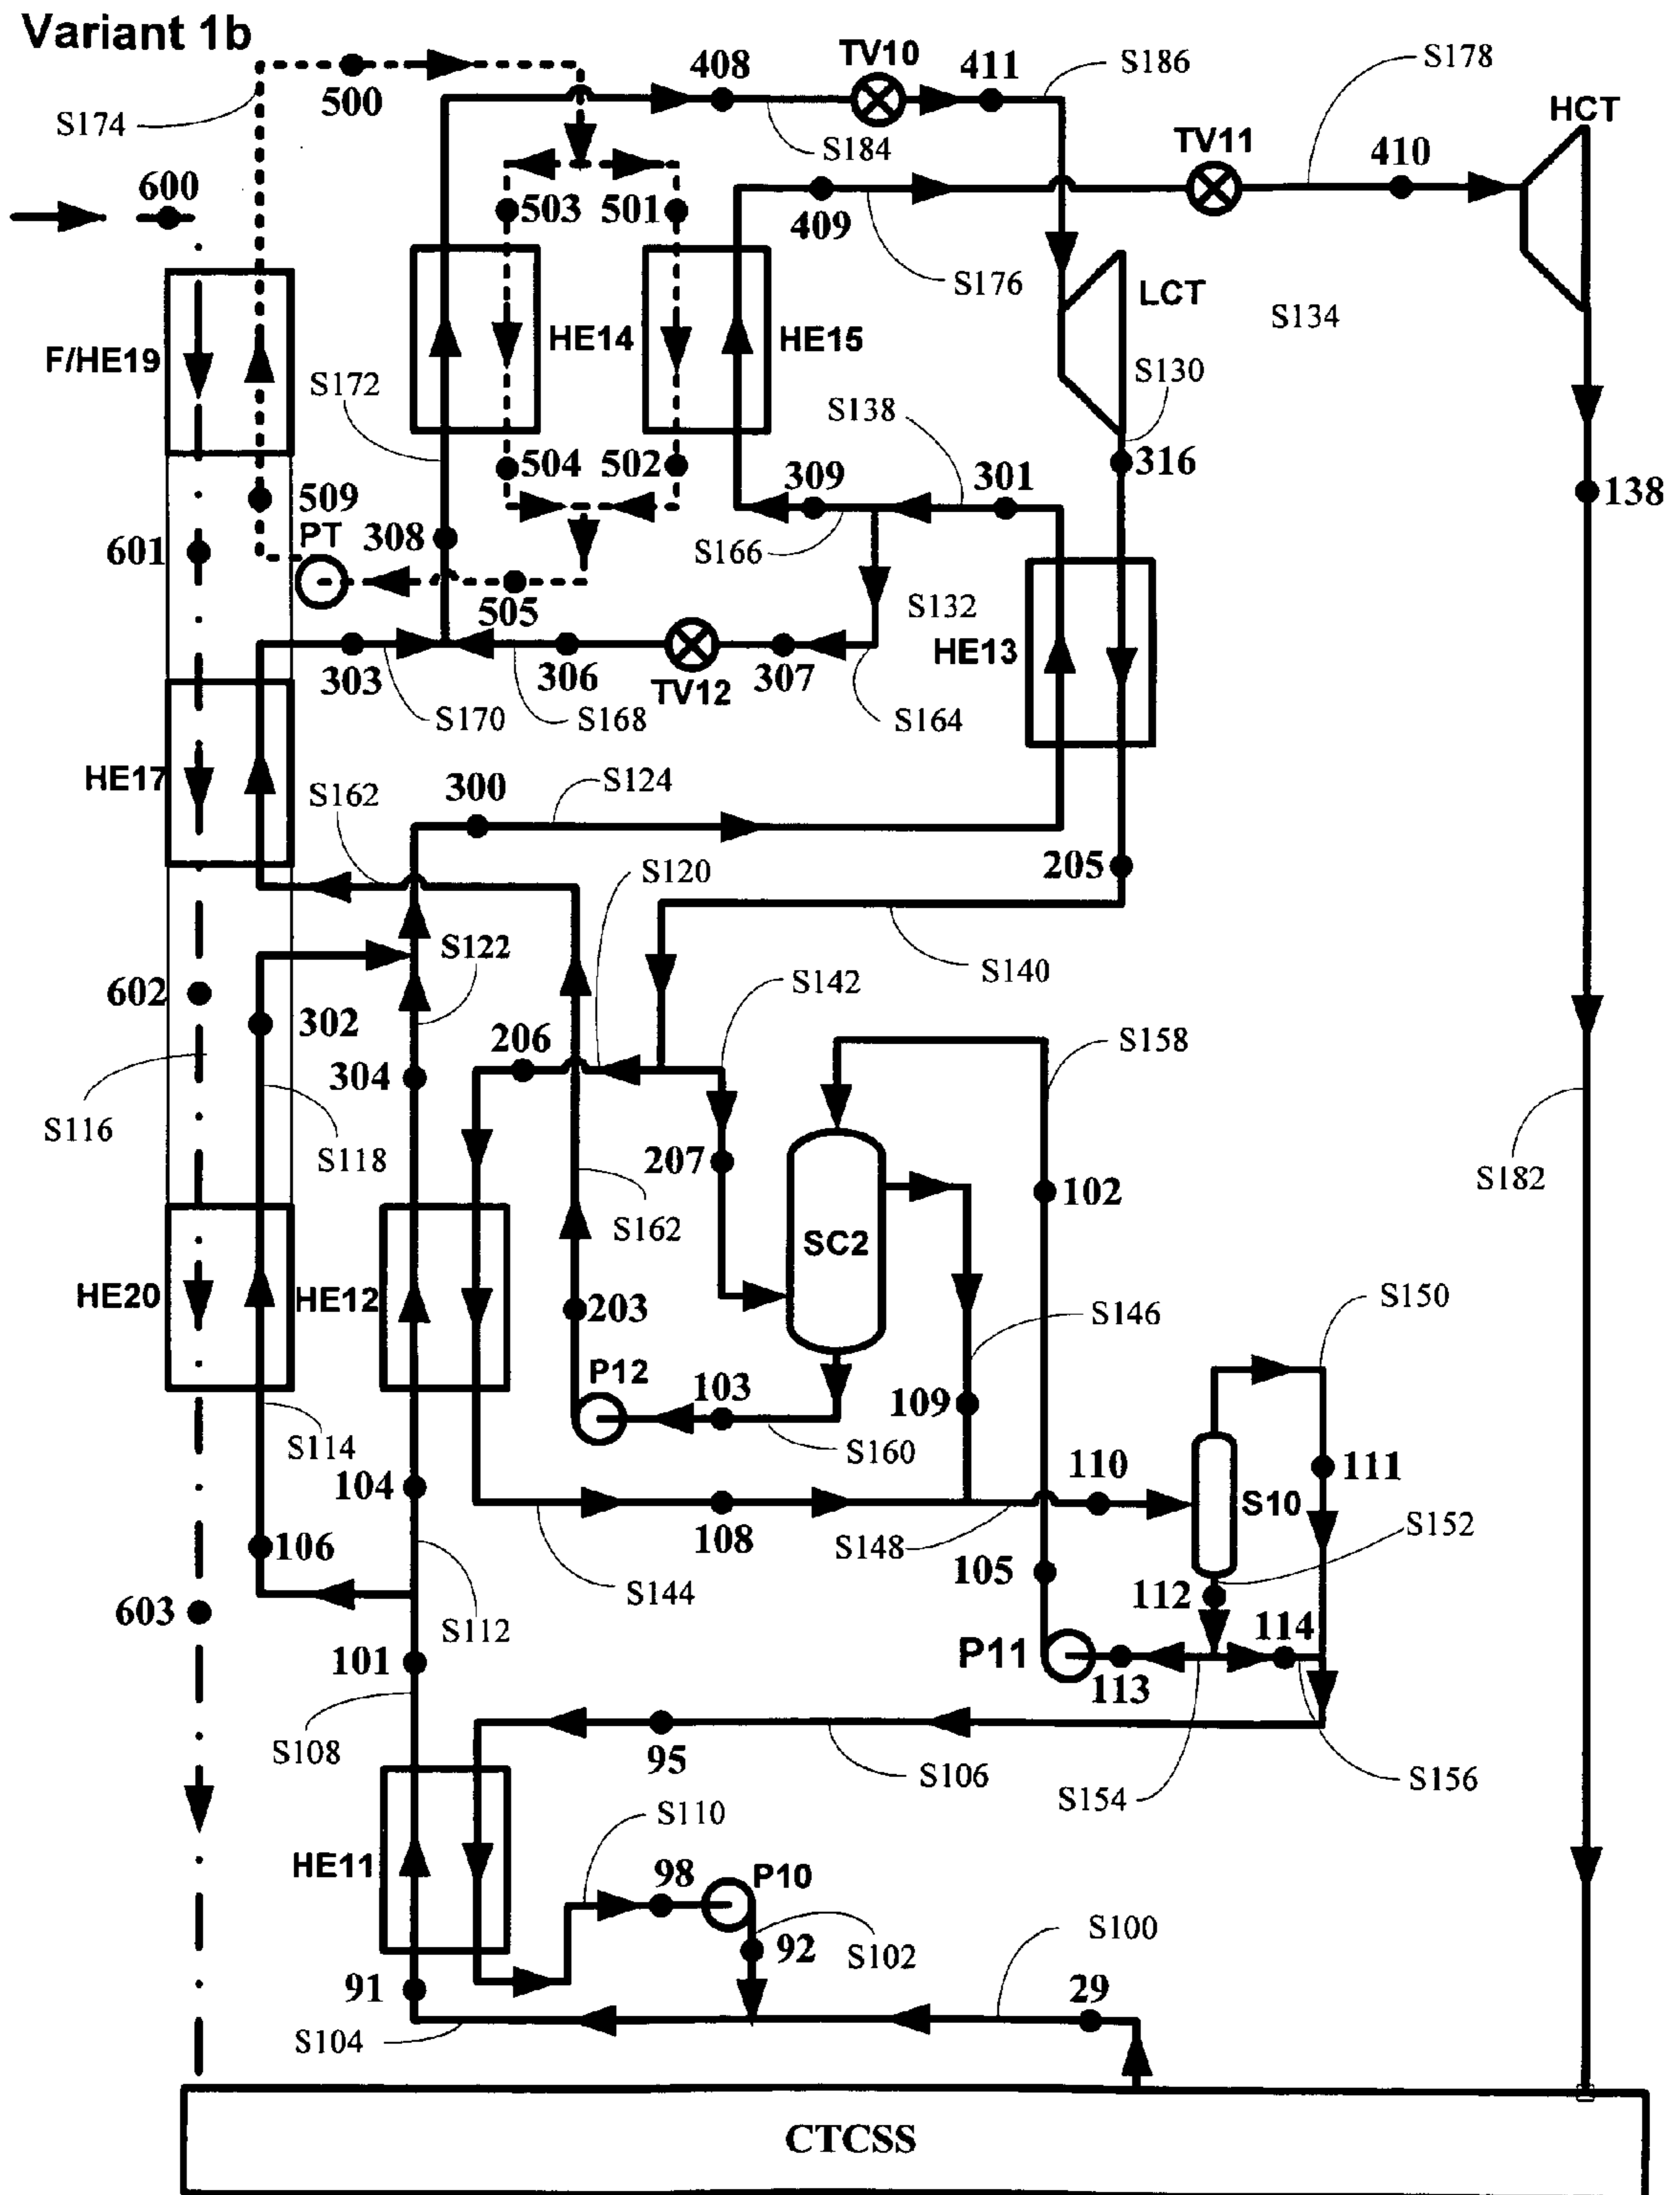 Variant 1b
TV10
408
411
S186
S178
500
HCT
S174
S184
TV11
410
600
503
501
409
S176
LCT
S134
F/HE19
HE14
HE15
S172
S130
S138
316
504
502
309
301
509
138
PT
308
601
S166
505
S132
HE13
303
306
TV12
307
S170
S168
S164
HE17
300
S124
S162
205
S120
S122
S142
S140
602
302
206
S158
304
S116
S118
207
102
S182
S162
SC2
HE20
HE12
203
S150
S146
P12
103
109
S114
S160
104
110
111
S10
106
108
S148
S152
105
S144
112
603
S112
114
101
P11
113
S108
95
S106
S154
S156
S110
HE11
98
P10
S100
92
S102
91
29
S104
CTCSS